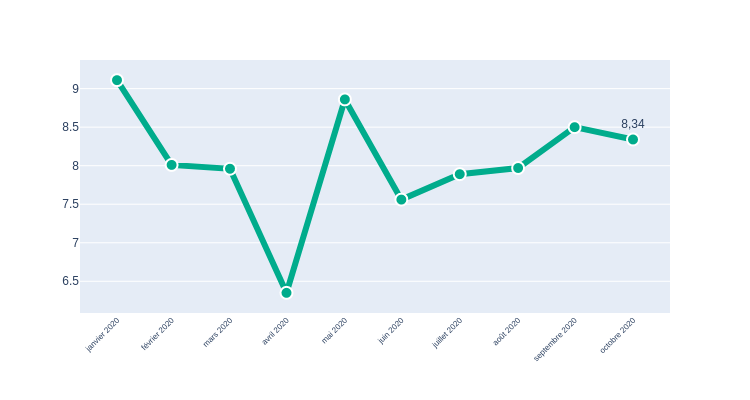 9
8.5
8
7.5
7
6.5
8,34
janvier 2020
février 2020
mars 2020
avril 2020
mai 2020
juin 2020
juillet 2020
août 2020
septembre 2020
octobre 2020